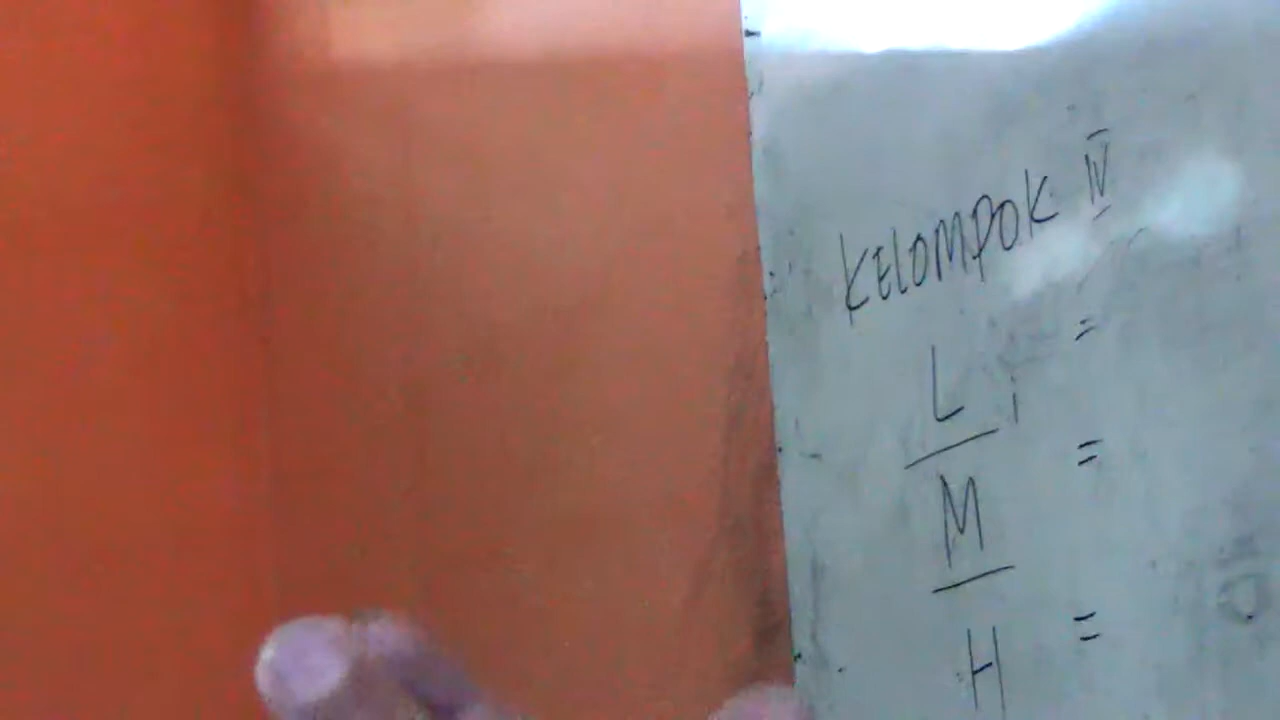 KELOMPOK IV
L =
M =
H =